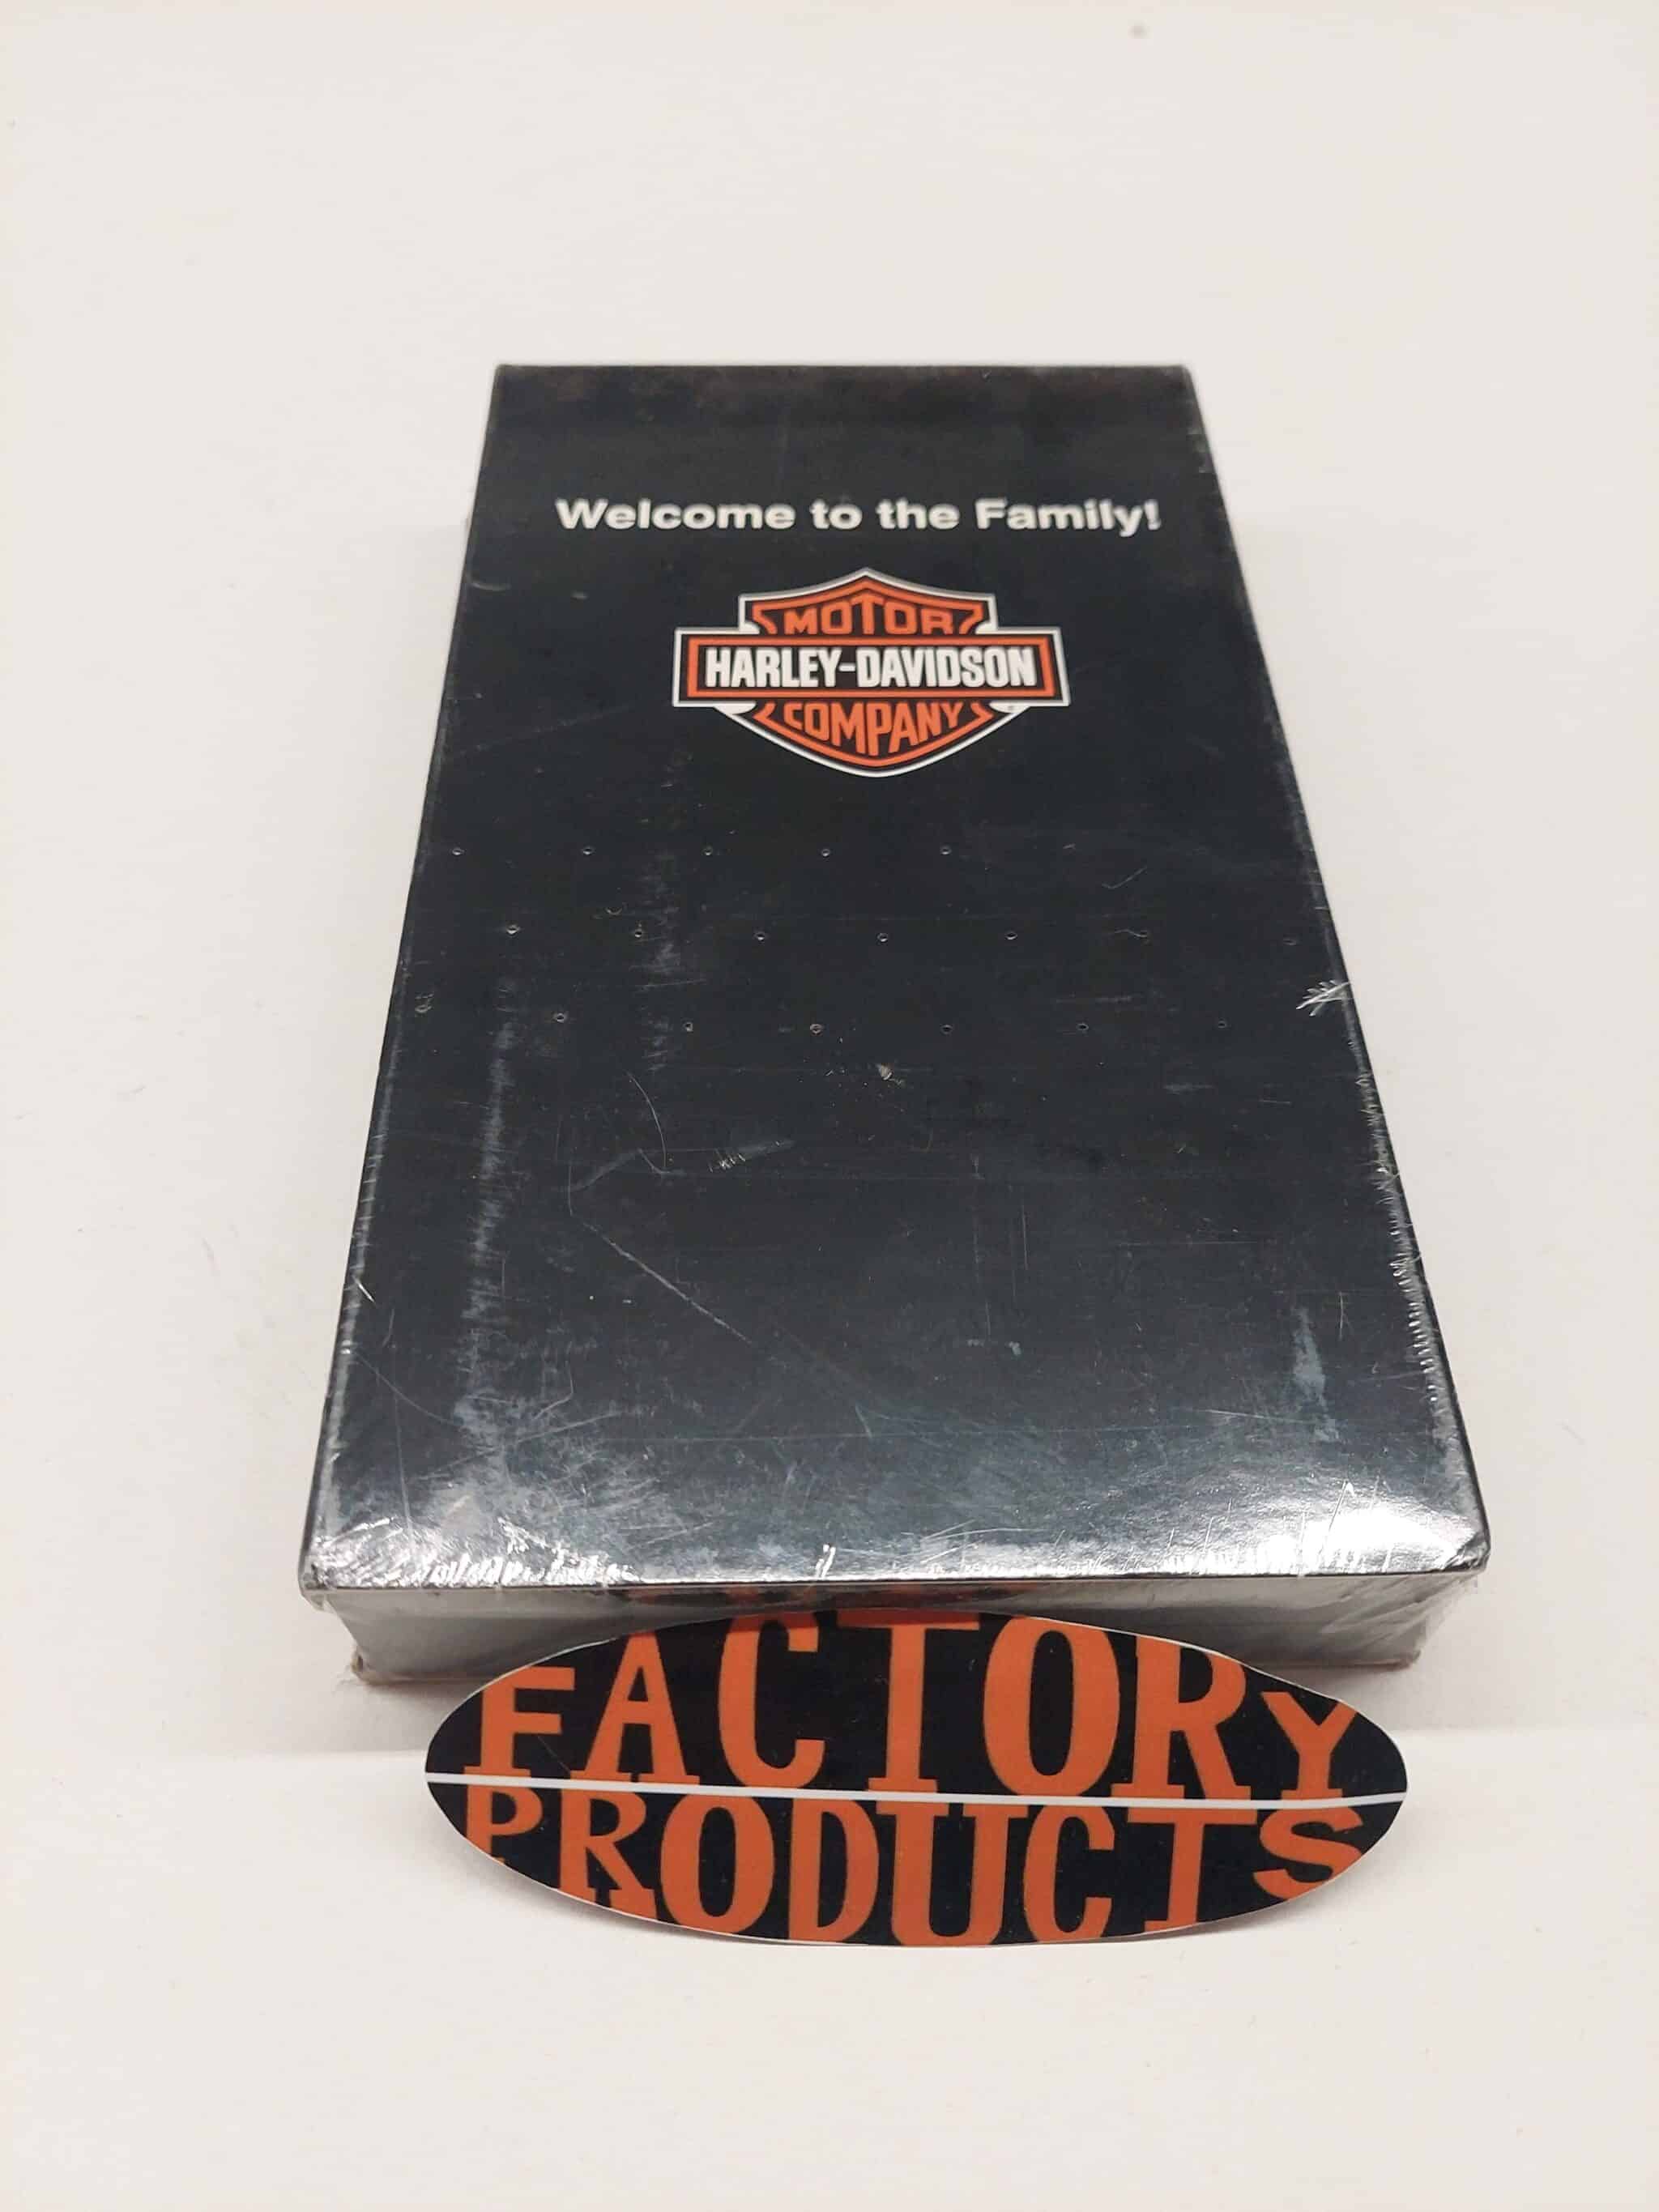 Welcome to the Family!
MOTOR
HARLEY-DAVIDSON
COMPANY
FACTORY
PRODUCTS